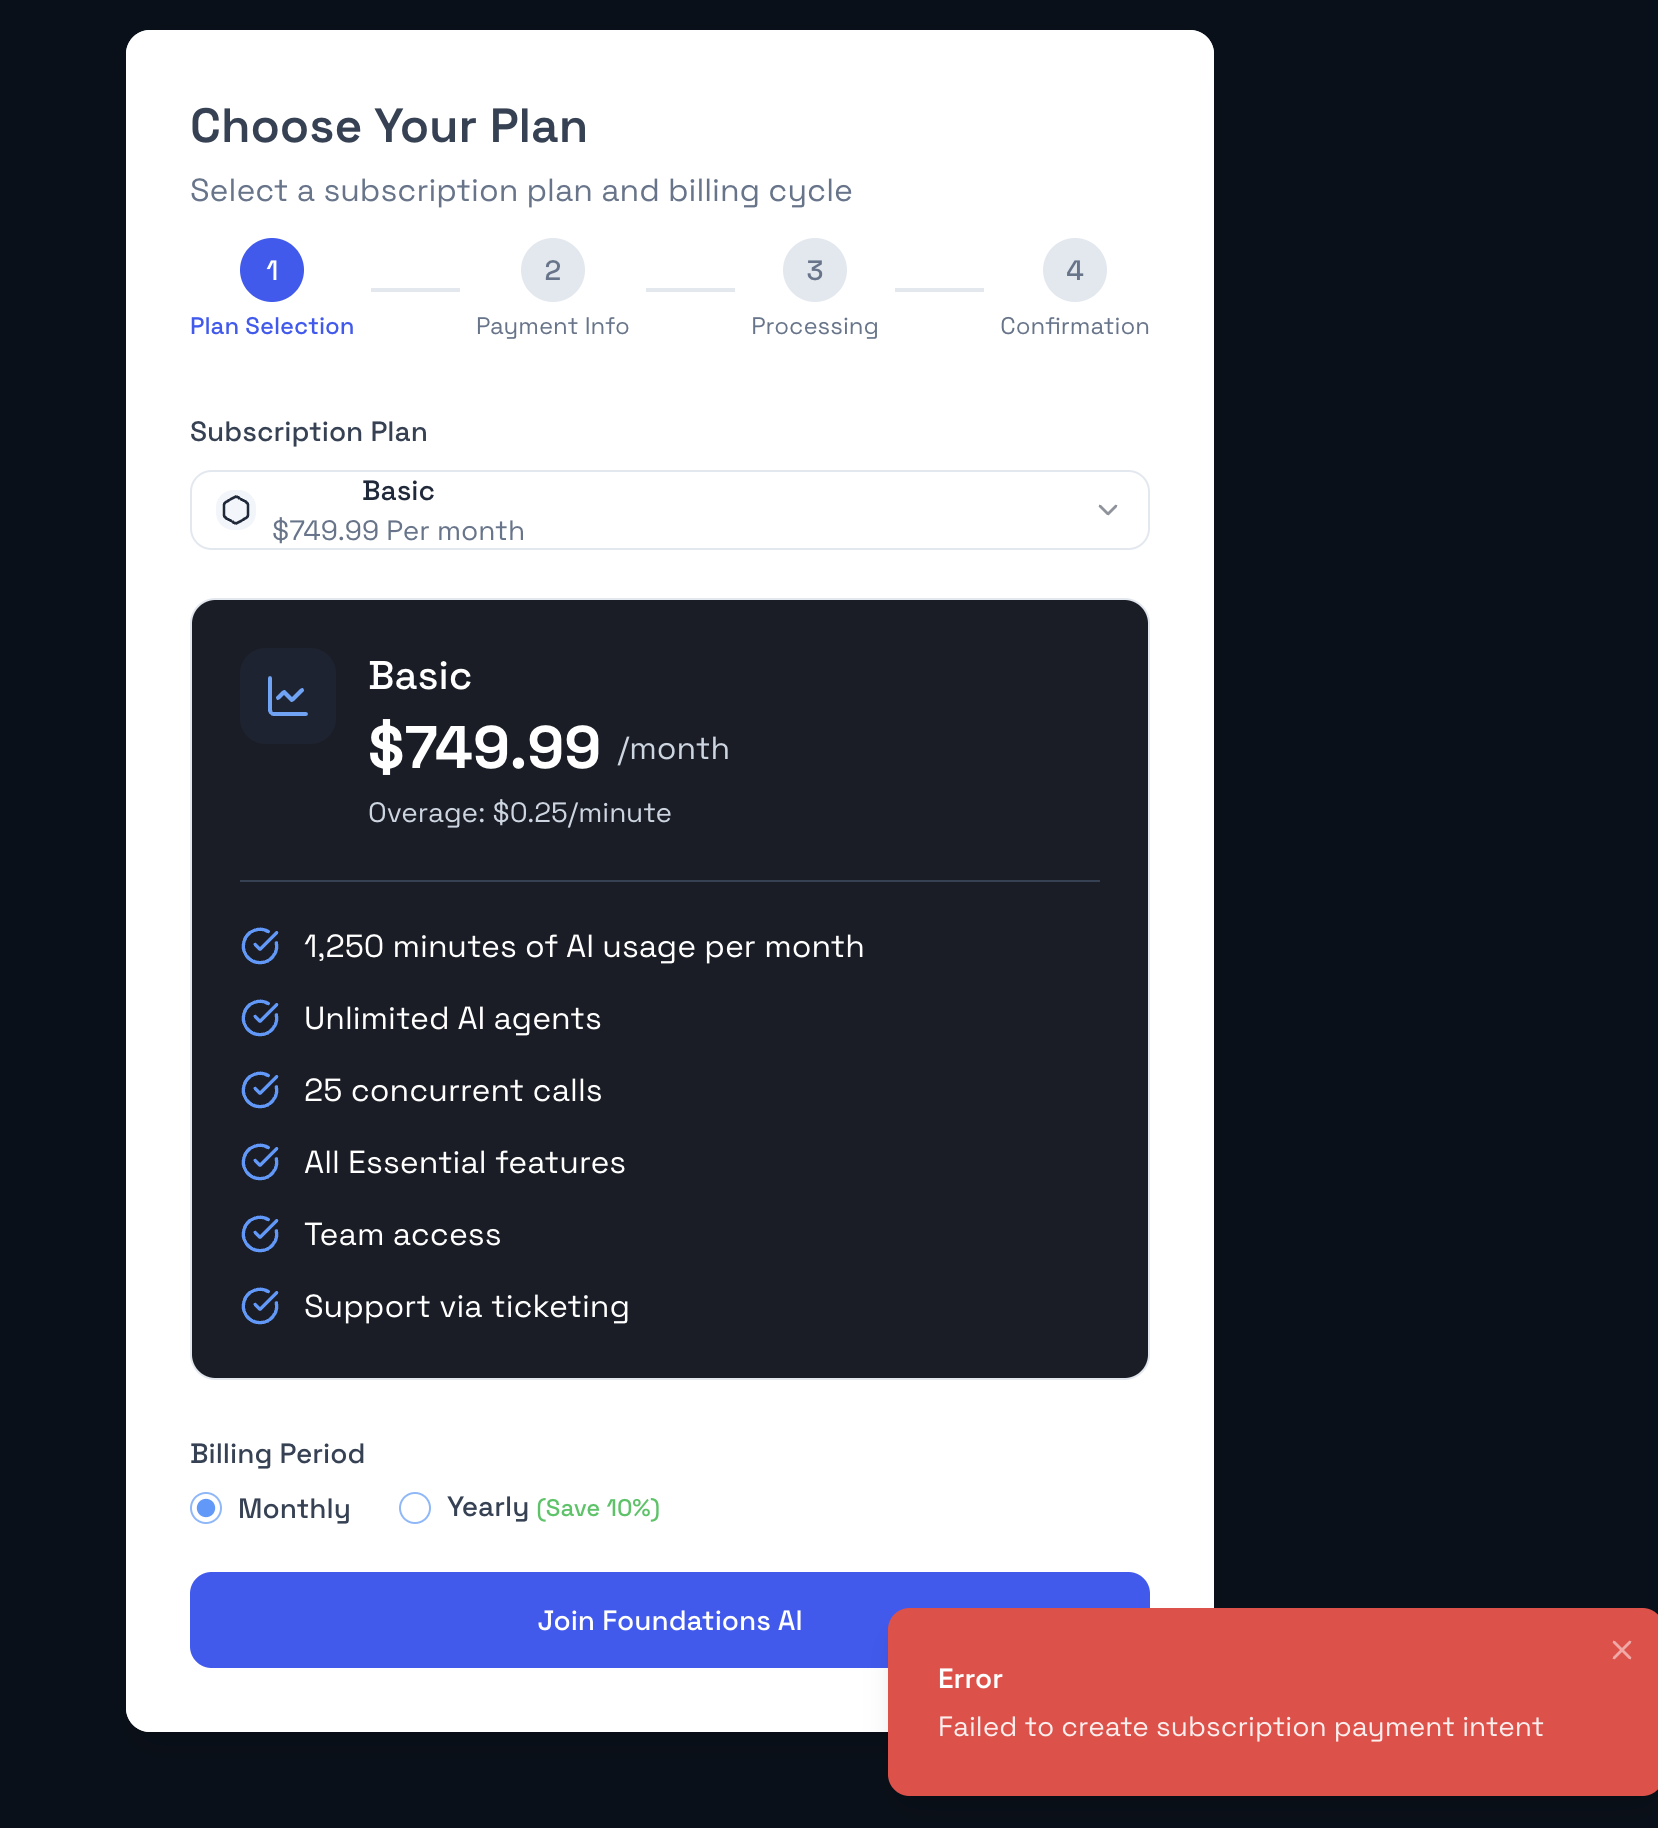 Choose Your Plan
Select a subscription plan and billing cycle
1
2
3
4
Plan Selection
Payment Info
Processing
Confirmation
Subscription Plan
Basic
$749.99 Per month
Basic
$749.99 /month
Overage: $0.25/minute
1,250 minutes of AI usage per month
Unlimited AI agents
25 concurrent calls
All Essential features
Team access
Support via ticketing
Billing Period
Monthly
Yearly (Save 10%)
Join Foundations AI
Error
Failed to create subscription payment intent